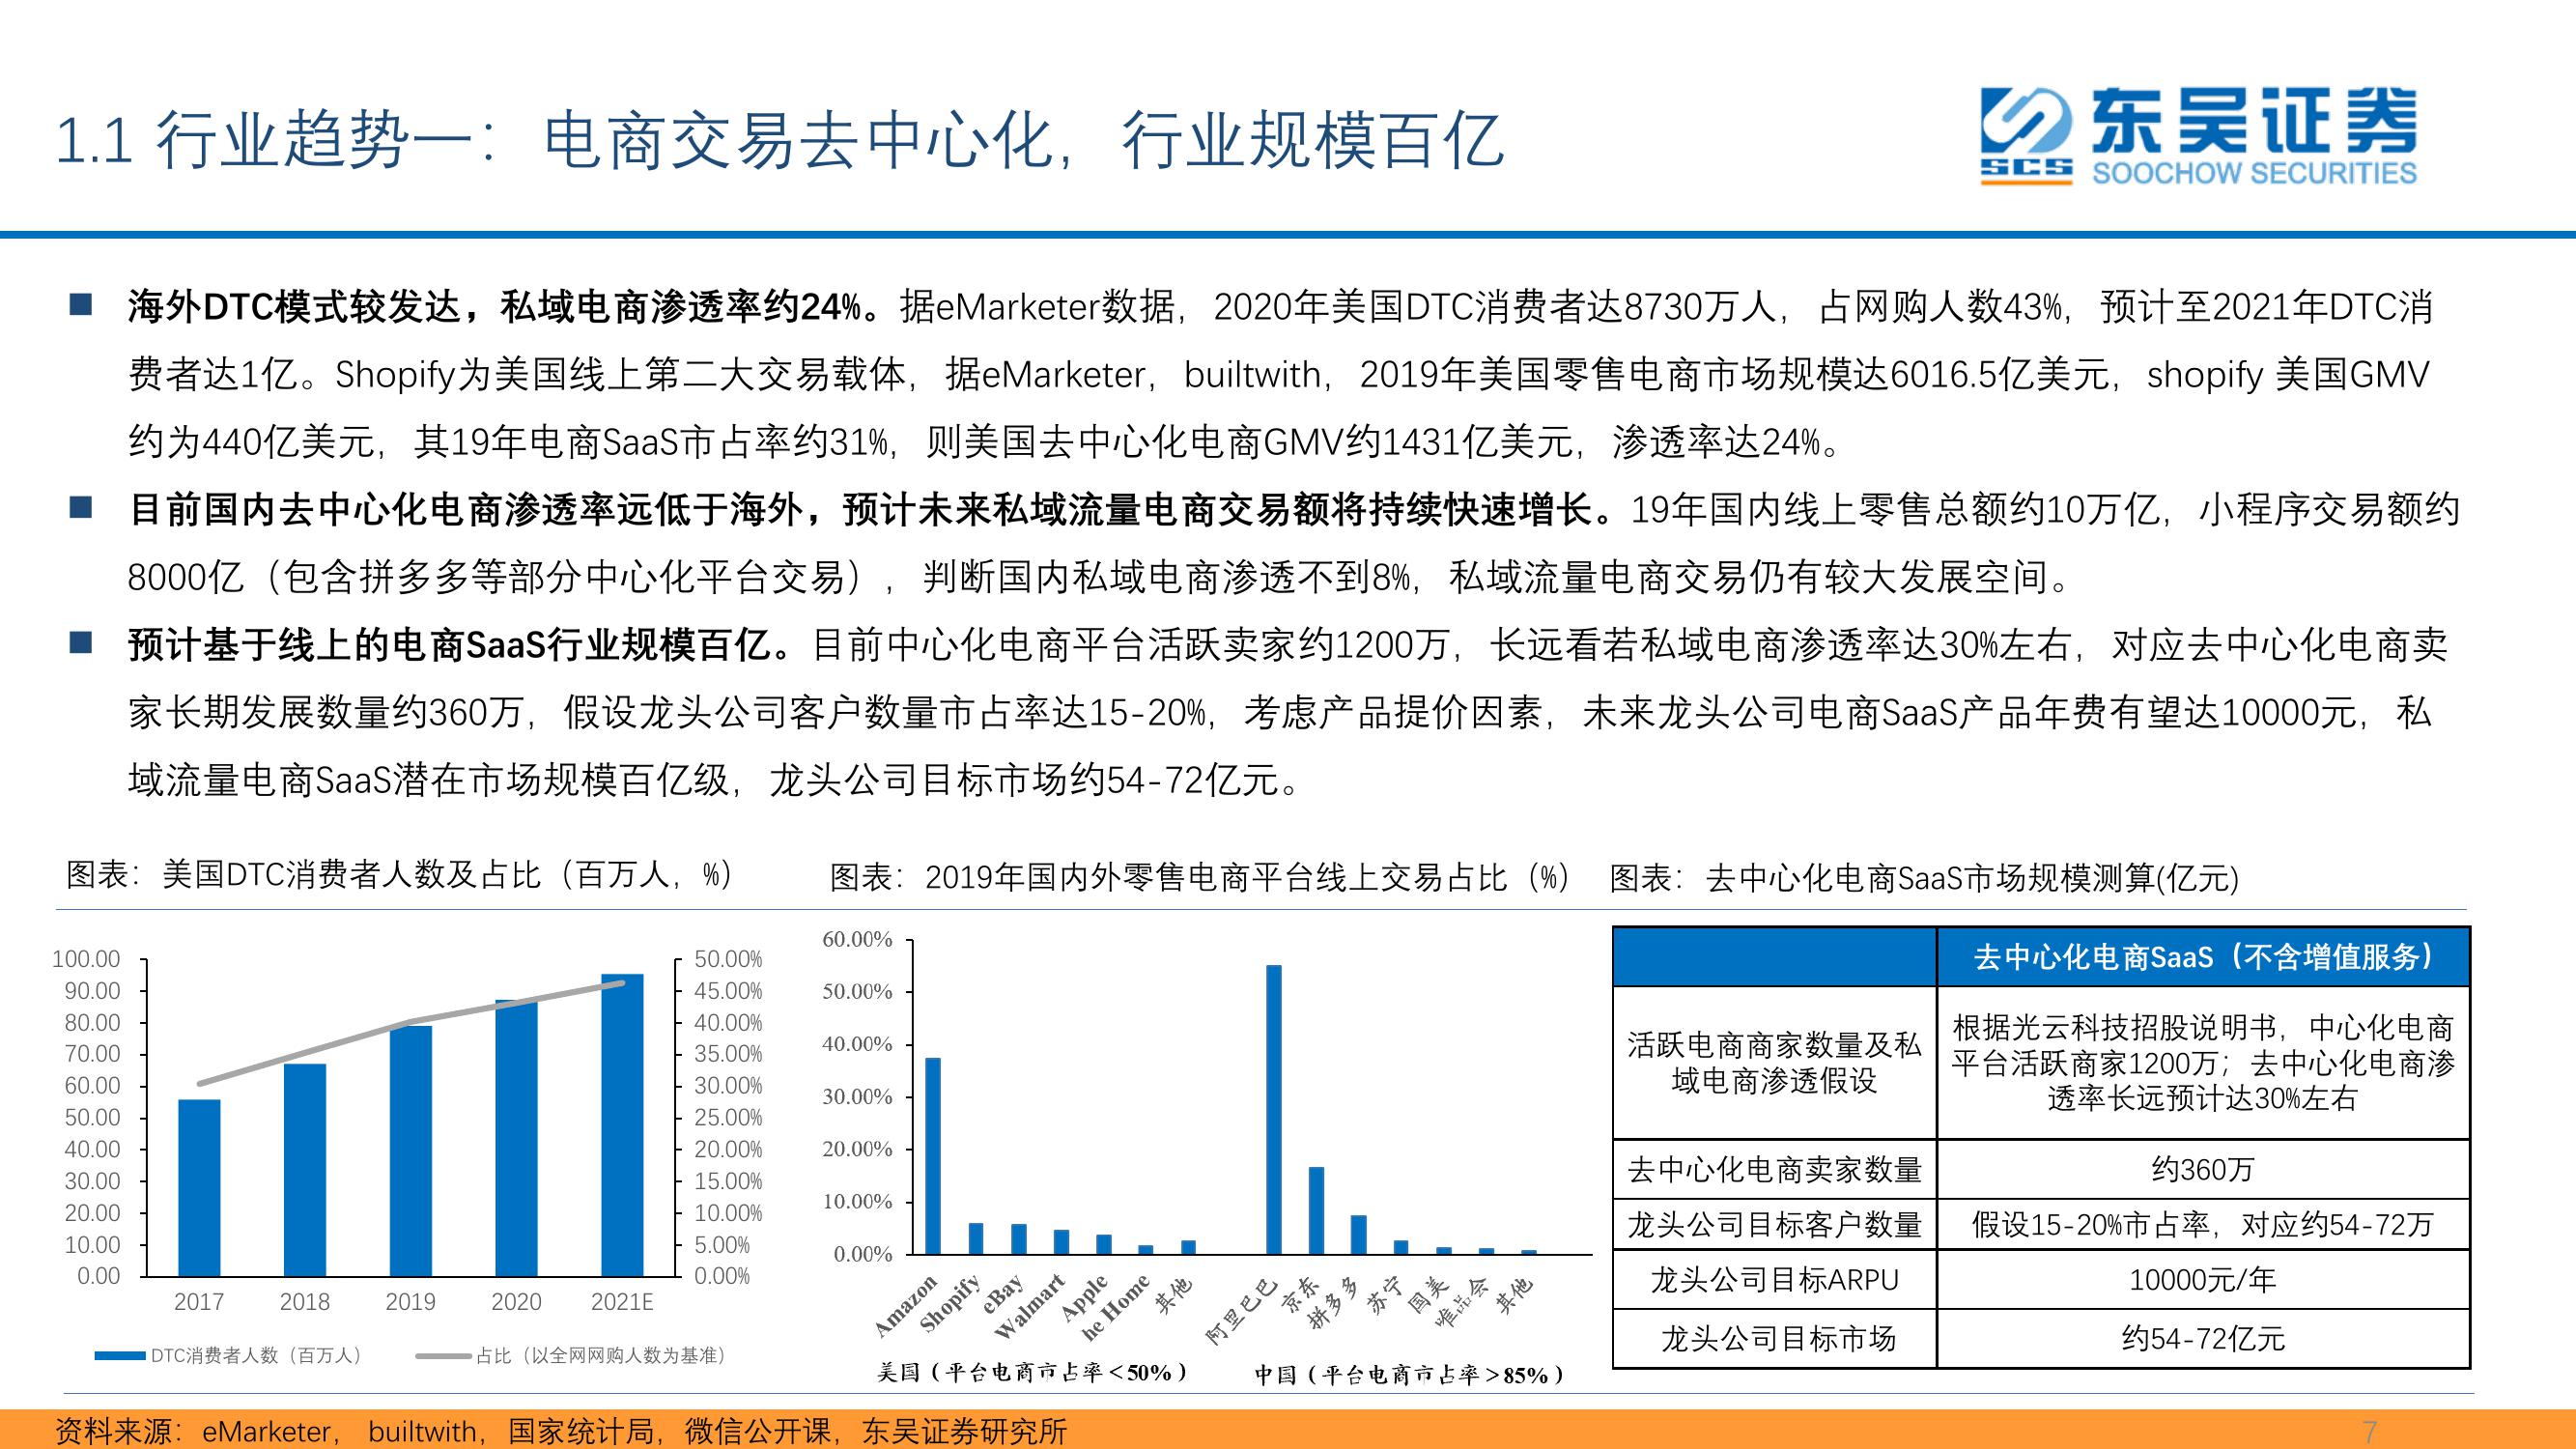 1.1 行业趋势一：电商交易去中心化，行业规模百亿
东吴证券
SCS
SOOCHOW SECURITIES
■ 海外DTC模式较发达，私域电商渗透率约24%。据eMarketer数据，2020年美国DTC消费者达8730万人，占网购人数43%，预计至2021年DTC消
费者达1亿。Shopify为美国线上第二大交易载体，据eMarketer，builtwith，2019年美国零售电商市场规模达6016.5亿美元，shopify 美国GMV
约为440亿美元，其19年电商SaaS市占率约31%，则美国去中心化电商GMV约1431亿美元，渗透率达24%。
■ 目前国内去中心化电商渗透率远低于海外，预计未来私域流量电商交易额将持续快速增长。19年国内线上零售总额约10万亿，小程序交易额约
8000亿（包含拼多多等部分中心化平台交易），判断国内私域电商渗透不到8%，私域流量电商交易仍有较大发展空间。
■ 预计基于线上的电商SaaS行业规模百亿。目前中心化电商平台活跃卖家约1200万，长远看若私域电商渗透率达30%左右，对应去中心化电商卖
家长期发展数量约360万，假设龙头公司客户数量市占率达15-20%，考虑产品提价因素，未来龙头公司电商SaaS产品年费有望达10000元，私
域流量电商SaaS潜在市场规模百亿级，龙头公司目标市场约54-72亿元。
图表：美国DTC消费者人数及占比（百万人，%）
100.00
90.00
80.00
70.00
60.00
50.00
40.00
30.00
20.00
10.00
0.00
50.00%
45.00%
40.00%
35.00%
30.00%
25.00%
20.00%
15.00%
10.00%
5.00%
0.00%
2017 2018 2019 2020 2021E
DTC消费者人数（百万人） 占比（以全网网购人数为基准）
图表：2019年国内外零售电商平台线上交易占比（%）
60.00%
50.00%
40.00%
30.00%
20.00%
10.00%
0.00%
Amazon
Shopify
eBay
Walmart
Apple
he Home
其他
阿里巴巴
京东
拼多多
苏宁
国美
唯品会
其他
美国（平台电商市占率<50%）
中国（平台电商市占率>85%）
图表：去中心化电商SaaS市场规模测算(亿元)
去中心化电商SaaS（不含增值服务）
活跃电商商家数量及私
域电商渗透假设
根据光云科技招股说明书，中心化电商
平台活跃商家1200万；去中心化电商渗
透率长远预计达30%左右
去中心化电商卖家数量 约360万
龙头公司目标客户数量 假设15-20%市占率，对应约54-72万
龙头公司目标ARPU 10000元/年
龙头公司目标市场 约54-72亿元
资料来源：eMarketer， builtwith，国家统计局，微信公开课，东吴证券研究所
7